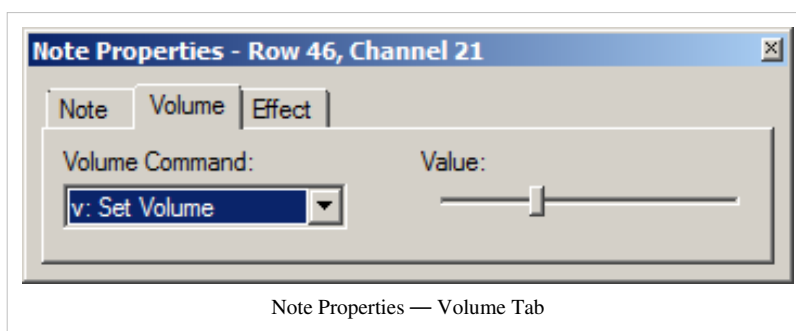 Note Properties - Row 46, Channel 21
Note Volume Effect
Volume Command: Value:
v: Set Volume
Note Properties — Volume Tab